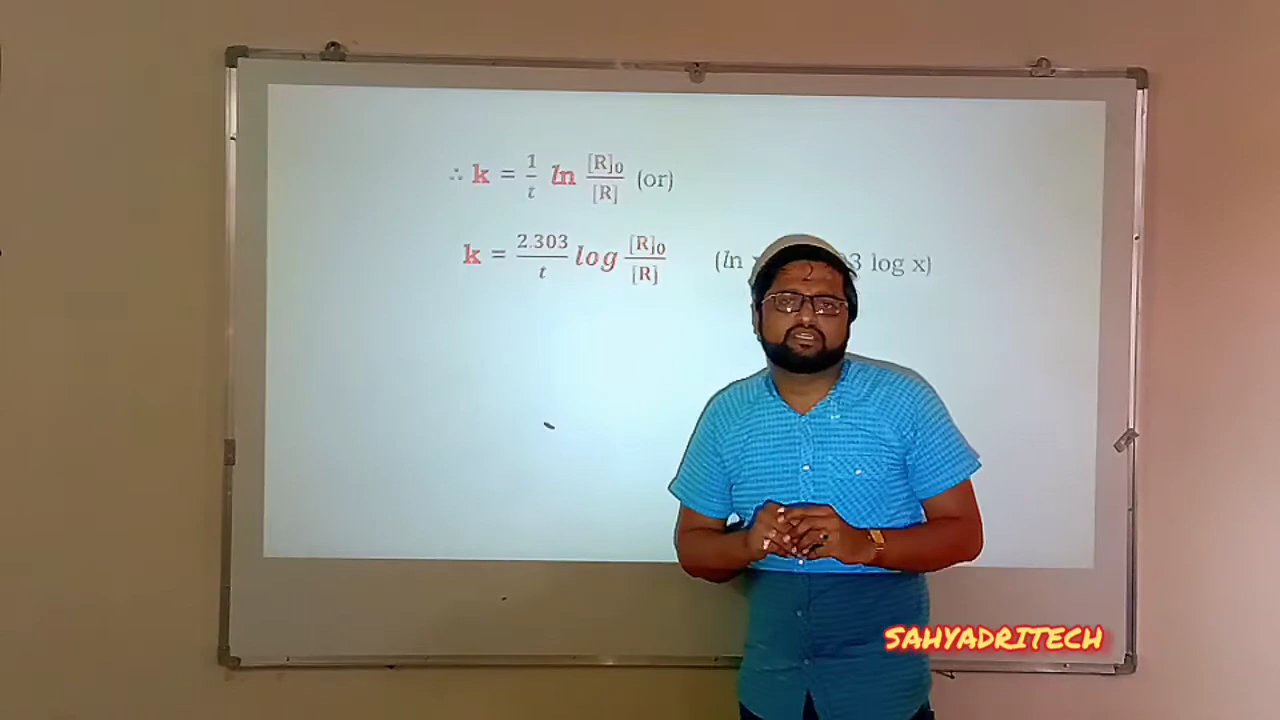 ∴ k = 1/t ln [R]0/[R] (or)
k = 2.303/t log [R]0/[R] (ln log x)
SAHYADRITECH